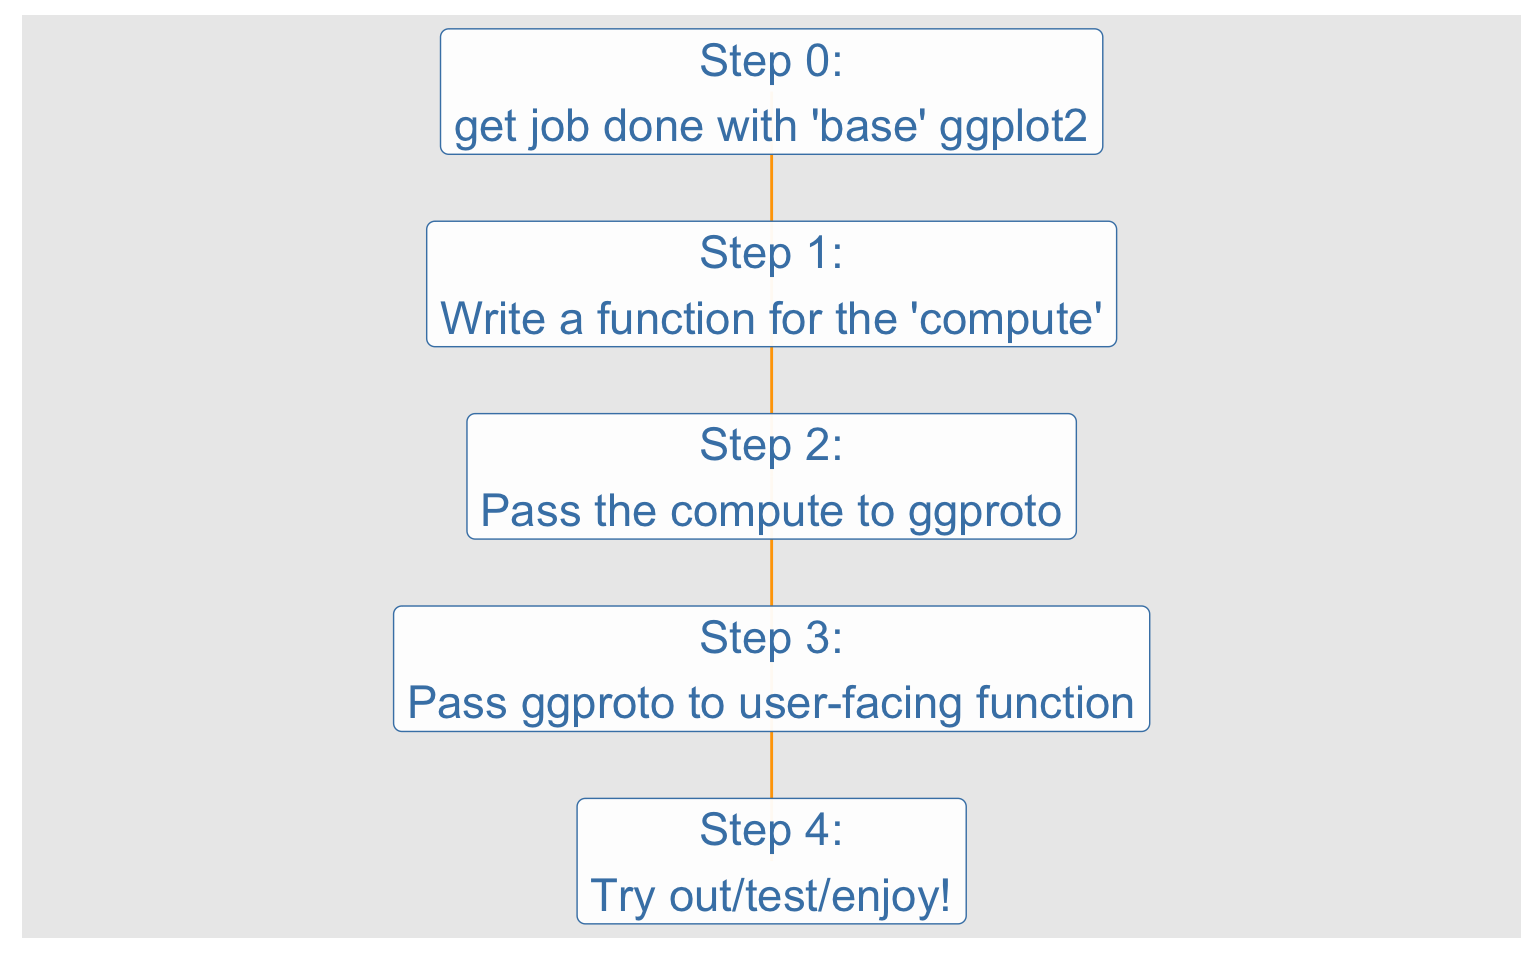 Step 0:
get job done with 'base' ggplot2
Step 1:
Write a function for the 'compute'
Step 2:
Pass the compute to ggproto
Step 3:
Pass ggproto to user-facing function
Step 4:
Try out/test/enjoy!